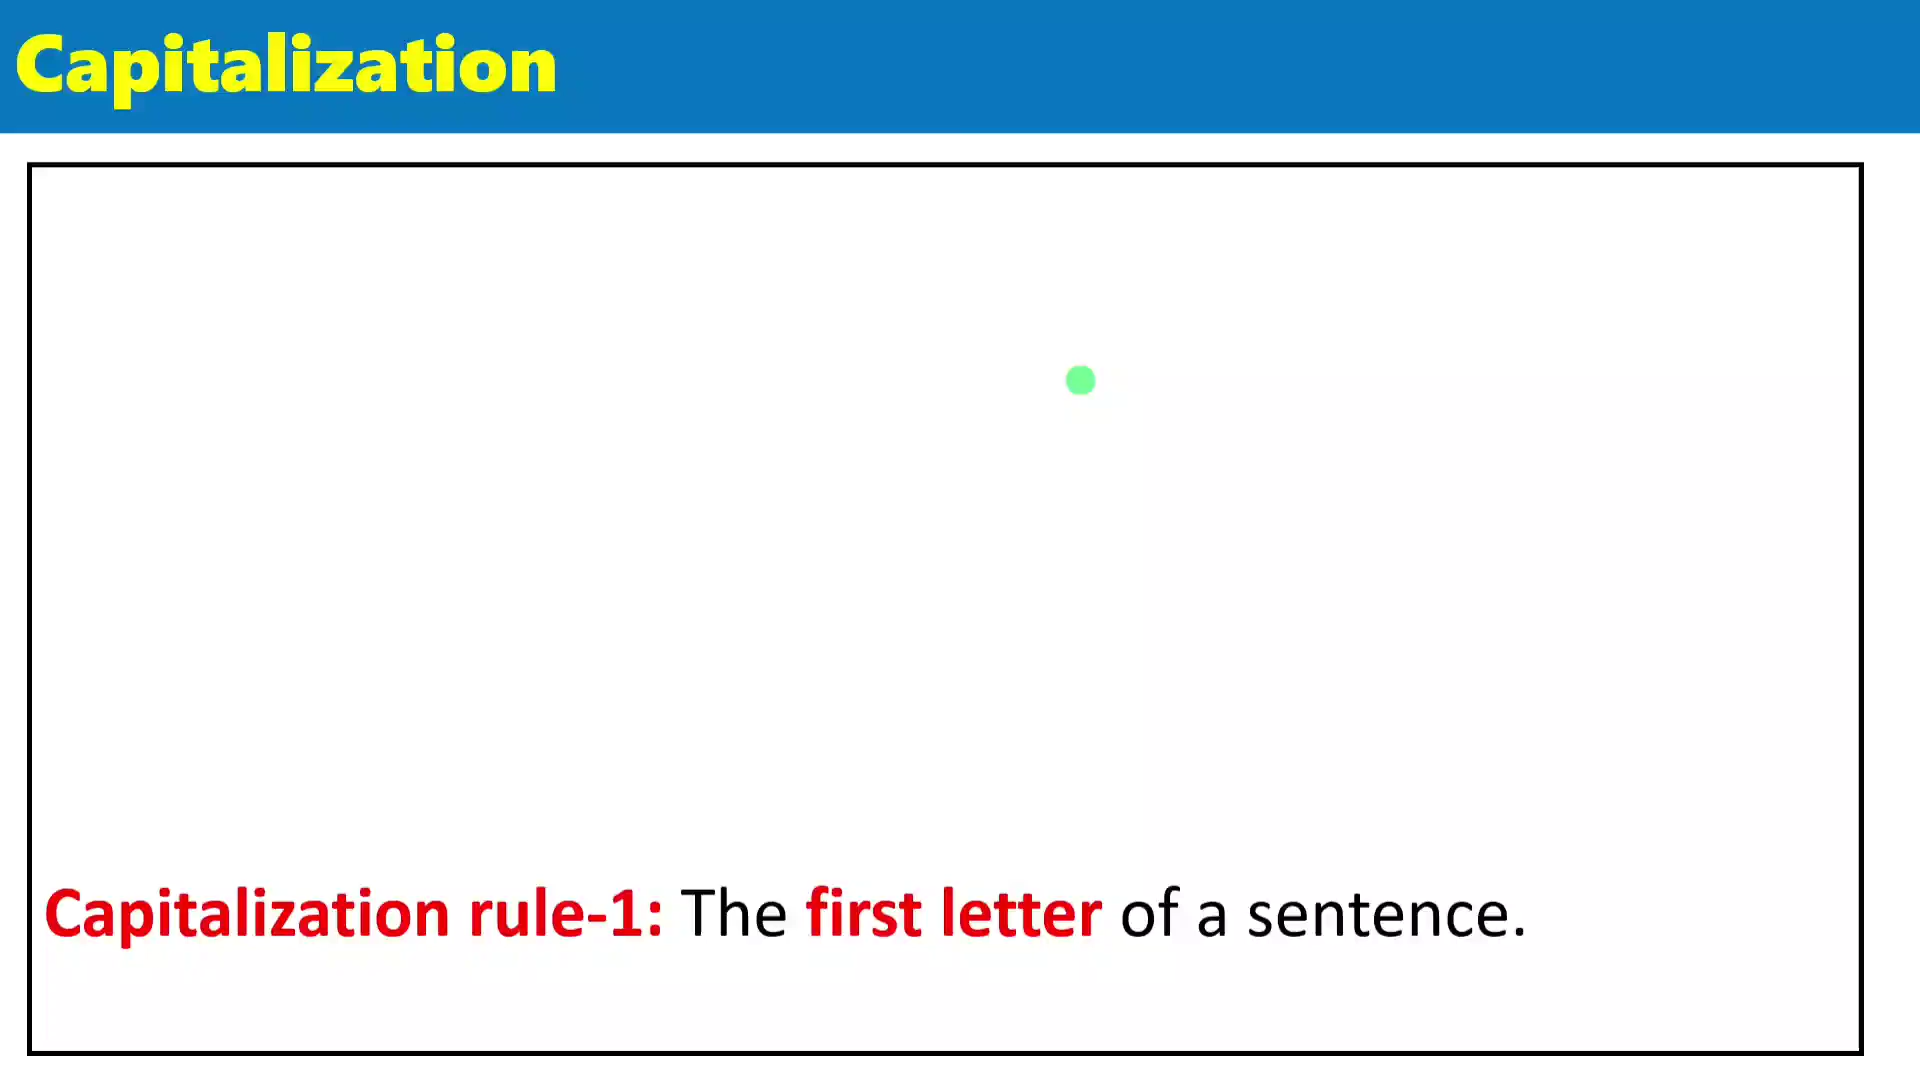 Capitalization
Capitalization rule-1: The first letter of a sentence.